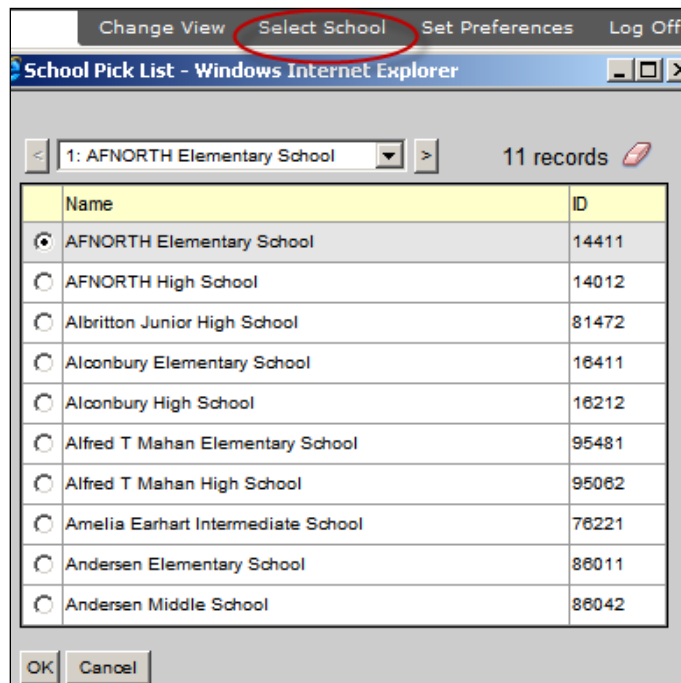 Change View Select School Set Preferences Log Off
School Pick List - Windows Internet Explorer
< 1: AFNORTH Elementary School > 11 records
Name ID
AFNORTH Elementary School 14411
AFNORTH High School 14012
Albritton Junior High School 81472
Alconbury Elementary School 16411
Alconbury High School 16212
Alfred T Mahan Elementary School 95481
Alfred T Mahan High School 95062
Amelia Earhart Intermediate School 76221
Andersen Elementary School 86011
Andersen Middle School 86042
OK Cancel